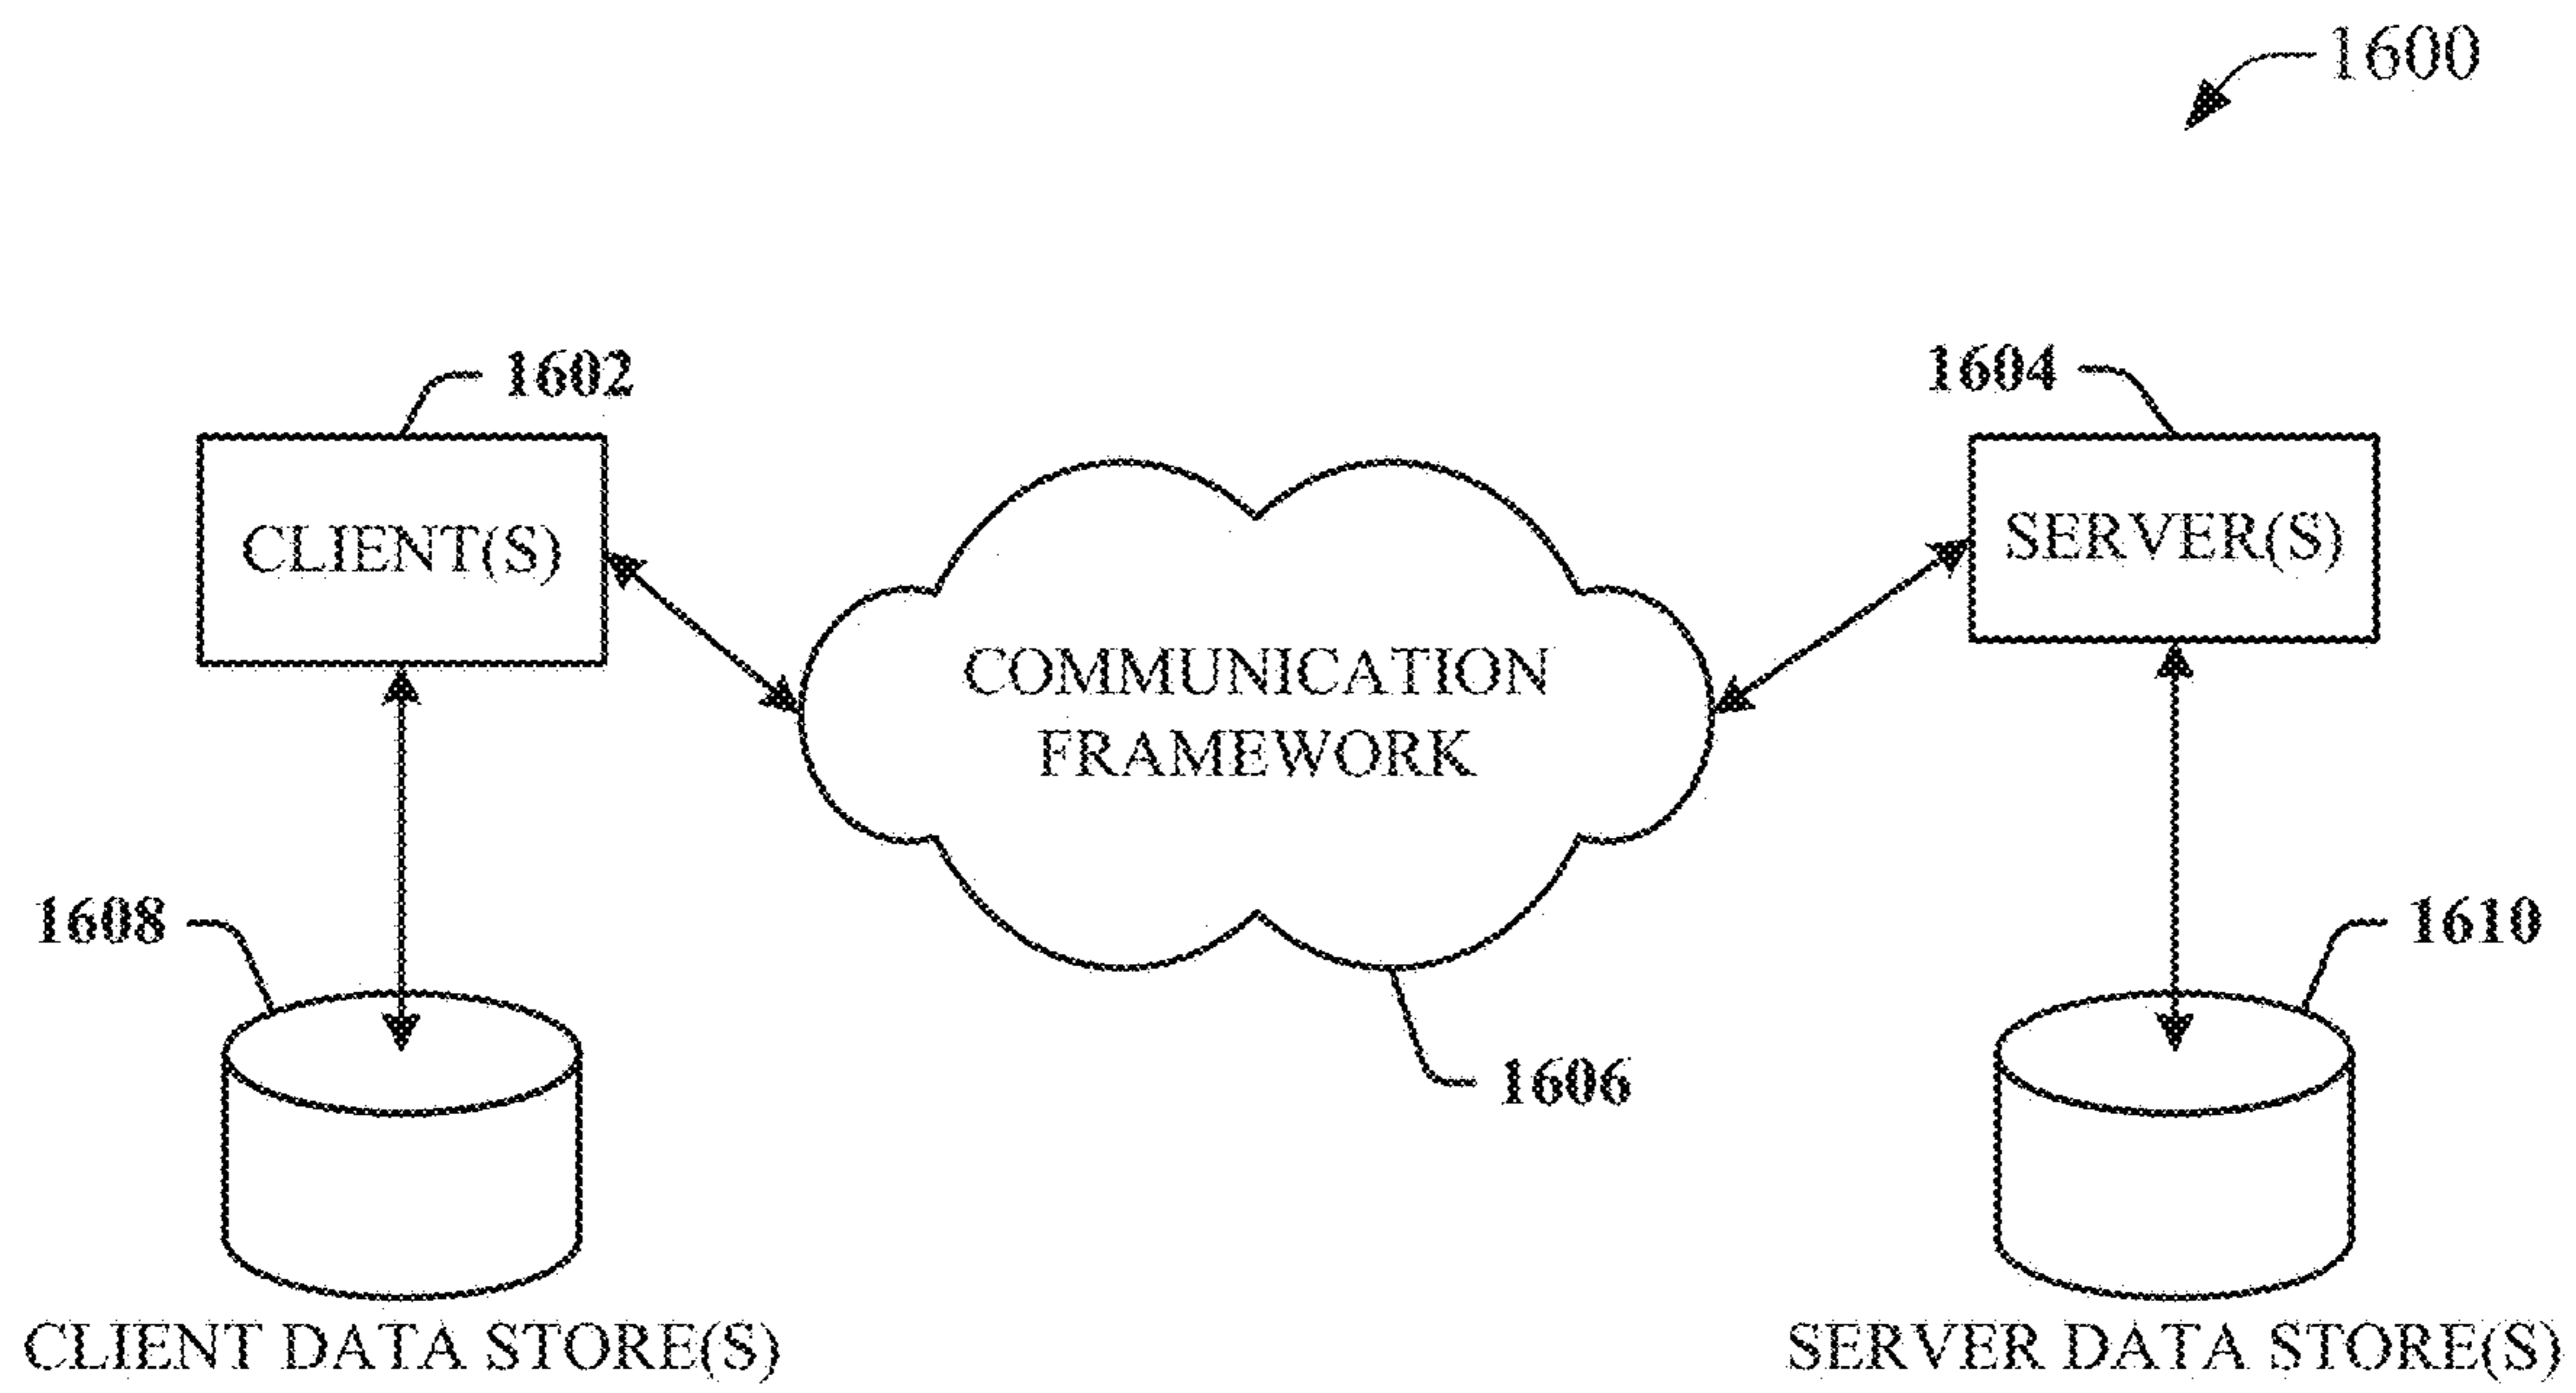 1600
1602
1604
CLIENT(S)
SERVER(S)
COMMUNICATION
FRAMEWORK
1608
1610
1606
CLIENT DATA STORE(S)
SERVER DATA STORE(S)